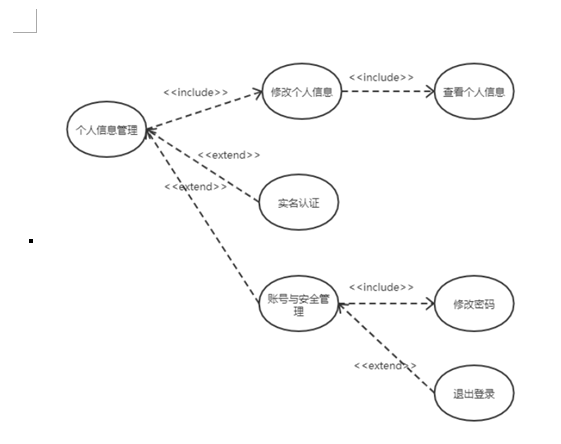 <<include>>
修改个人信息
<<include>>
查看个人信息
个人信息管理
<<extend>>
<<extend>>
实名认证
账号与安全管
理
<<include>>
修改密码
<<extend>>
退出登录